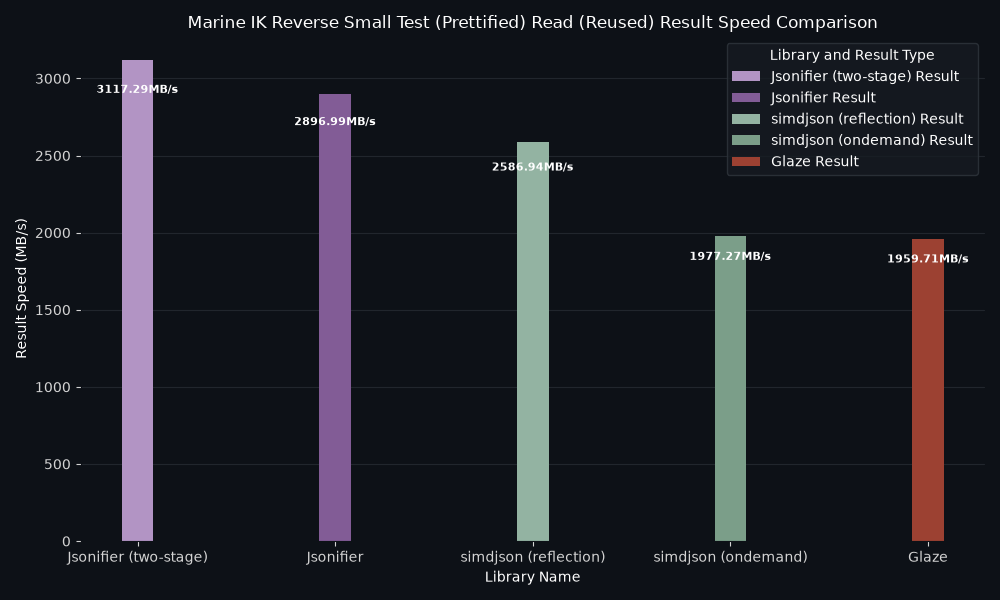 Marine IK Reverse Small Test (Prettified) Read (Reused) Result Speed Comparison
Library and Result Type
Jsonifier (two-stage) Result
Jsonifier Result
simdjson (reflection) Result
simdjson (ondemand) Result
Glaze Result
Result Speed (MB/s)
3000
2500
2000
1500
1000
500
0
3117.29MB/s
2896.99MB/s
2586.94MB/s
1977.27MB/s
1959.71MB/s
Jsonifier (two-stage)
Jsonifier
simdjson (reflection)
simdjson (ondemand)
Glaze
Library Name